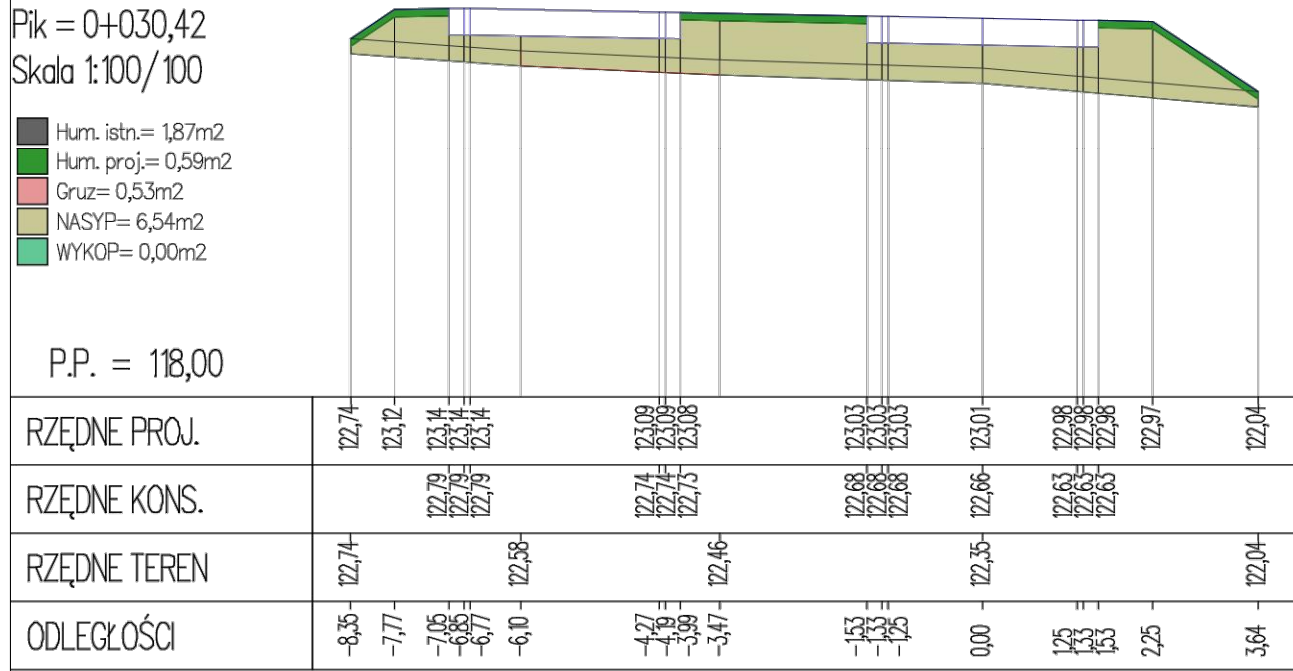 Pik = 0+030,42
Skala 1:100/100
Hum. istn.= 1,87m2
Hum. proj.= 0,59m2
Gruz= 0,53m2
NASYP= 6,54m2
WYKOP= 0,00m2
P.P. = 118,00
RZĘDNE PROJ. 122,74 123,12 123,14 123,14 123,14 123,09 123,09 123,08 123,03 123,03 123,03 123,01 122,98 122,98 122,98 122,97 122,04
RZĘDNE KONS. 122,79 122,79 122,79 122,74 122,74 122,73 122,68 122,68 122,68 122,66 122,63 122,63 122,63
RZĘDNE TEREN 122,74 122,58 122,46 122,35 122,04
ODLEGŁOŚCI -8,35 -7,77 -7,05 -6,85 -6,77 -6,10 -4,27 -4,19 -3,99 -3,47 -1,53 -1,33 -1,25 0,00 1,25 1,33 1,53 2,25 3,64